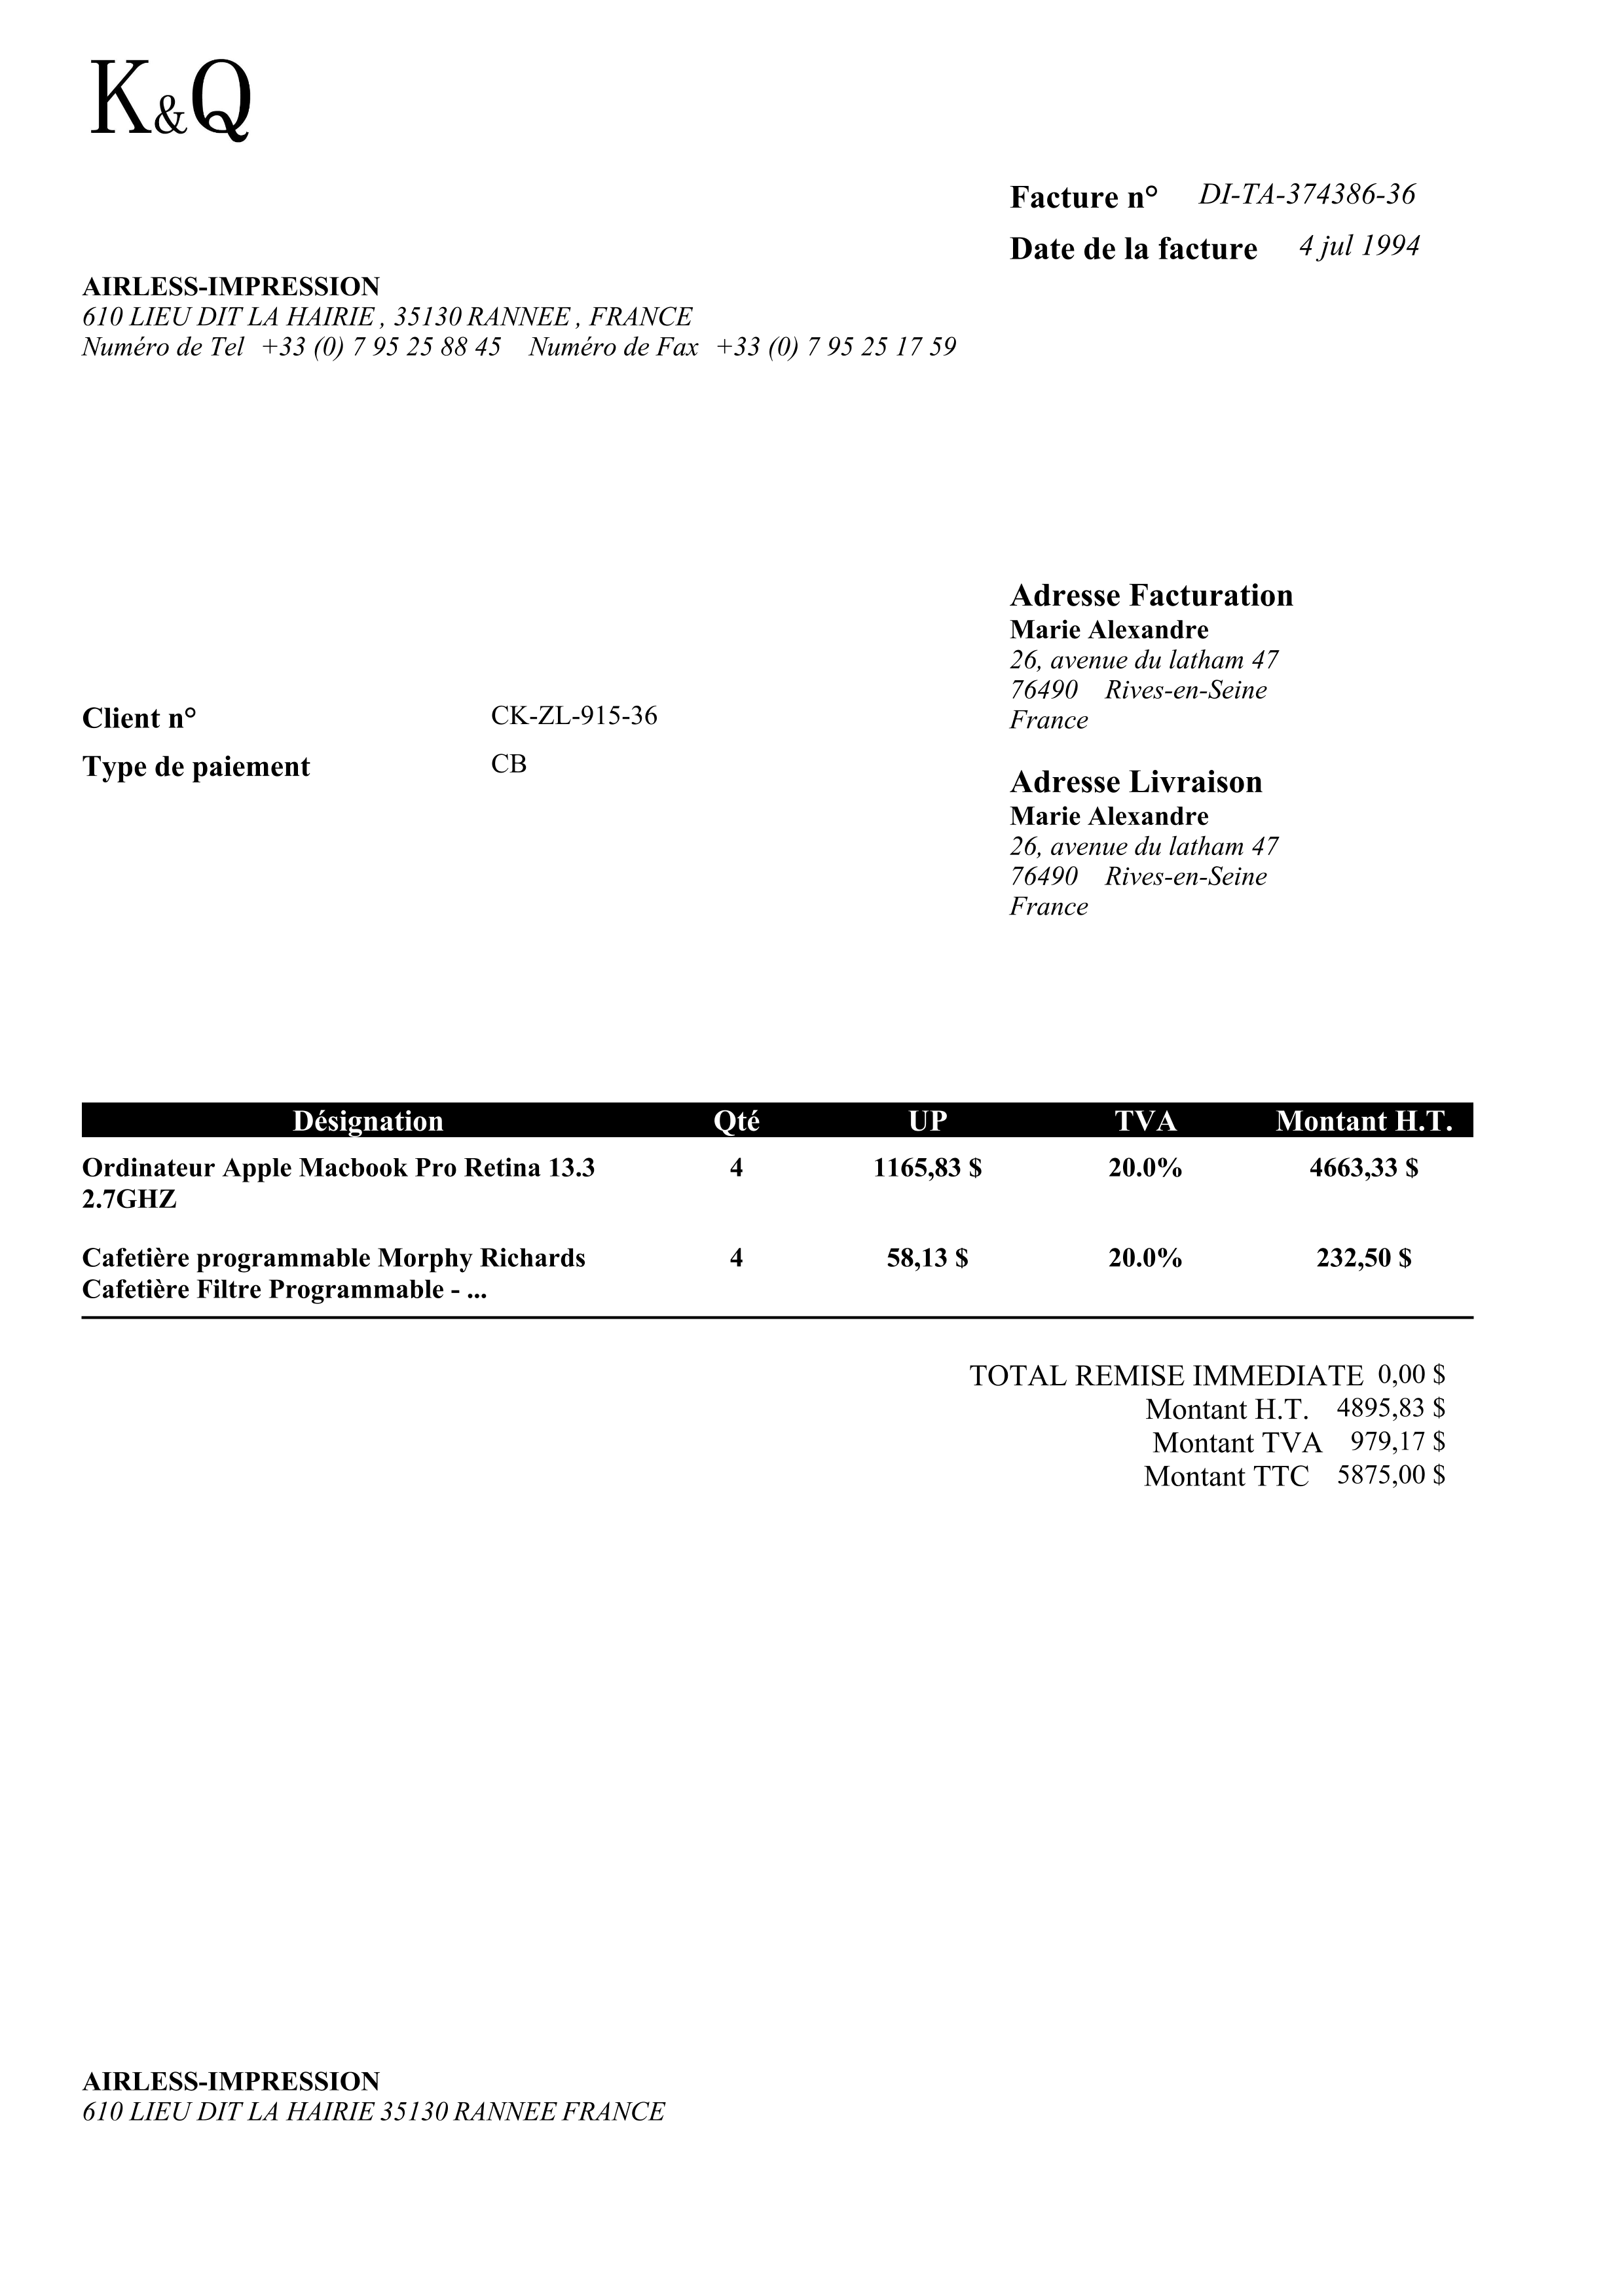 K&Q
Facture n° DI-TA-374386-36
Date de la facture 4 jul 1994
AIRLESS-IMPRESSION
610 LIEU DIT LA HAIRIE , 35130 RANNEE , FRANCE
Numéro de Tel +33 (0) 7 95 25 88 45 Numéro de Fax +33 (0) 7 95 25 17 59
Adresse Facturation
Marie Alexandre
26, avenue du latham 47
76490 Rives-en-Seine
France
Client n° CK-ZL-915-36
Type de paiement CB
Adresse Livraison
Marie Alexandre
26, avenue du latham 47
76490 Rives-en-Seine
France
Désignation Qté UP TVA Montant H.T.
Ordinateur Apple Macbook Pro Retina 13.3 4 1165,83 $ 20.0% 4663,33 $
2.7GHZ
Cafetière programmable Morphy Richards 4 58,13 $ 20.0% 232,50 $
Cafetière Filtre Programmable - ...
TOTAL REMISE IMMEDIATE 0,00 $
Montant H.T. 4895,83 $
Montant TVA 979,17 $
Montant TTC 5875,00 $
AIRLESS-IMPRESSION
610 LIEU DIT LA HAIRIE 35130 RANNEE FRANCE